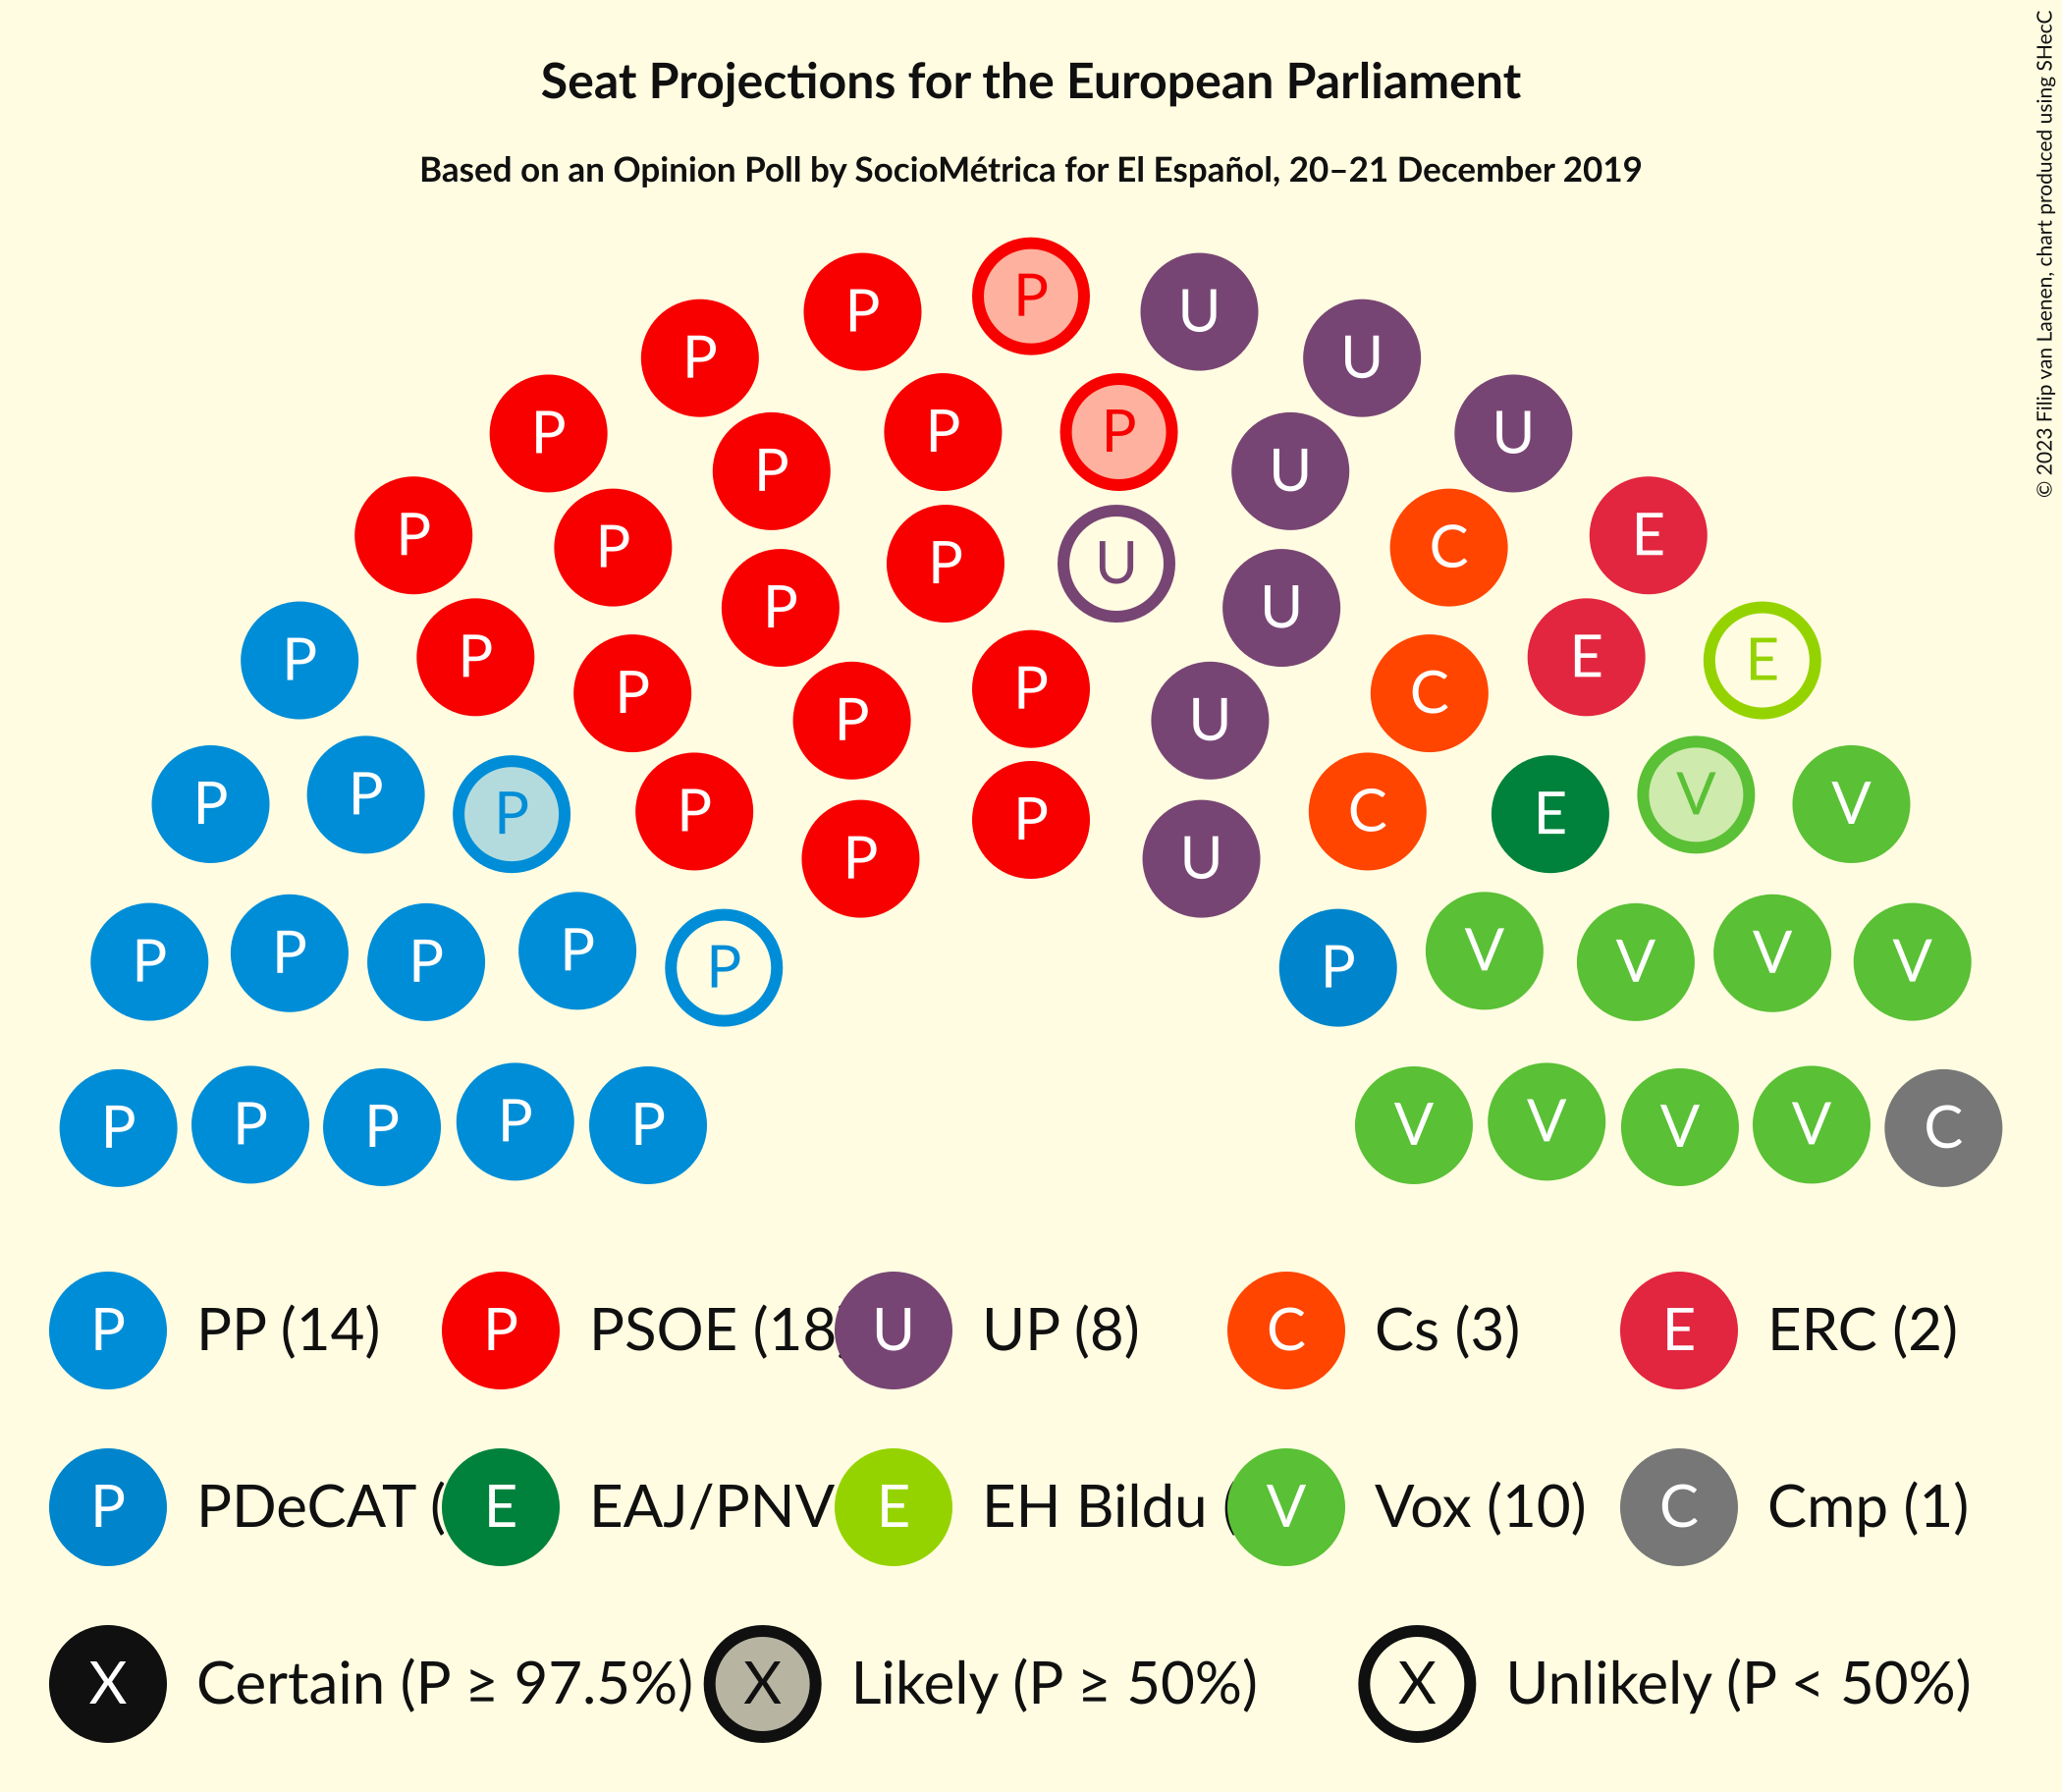 Seat Projections for the European Parliament
Based on an Opinion Poll by SocioMétrica for El Español, 20–21 December 2019
© 2023 Filip van Laenen, chart produced using SHecC
P U
P U
P P U
P P U
P U
P P C E
P U P U
P P E E
P P C
P P U
P P V
P V
P P E
P C P
P U
P P P P V V V V
P P
P P P P P V V V V C
P PP (14) P PSOE (18 U UP (8) C Cs (3) E ERC (2)
P PDeCAT ( E EAJ/PNV E EH Bildu ( V Vox (10) C Cmp (1)
X Certain (P ≥ 97.5%) X Likely (P ≥ 50%) X Unlikely (P < 50%)